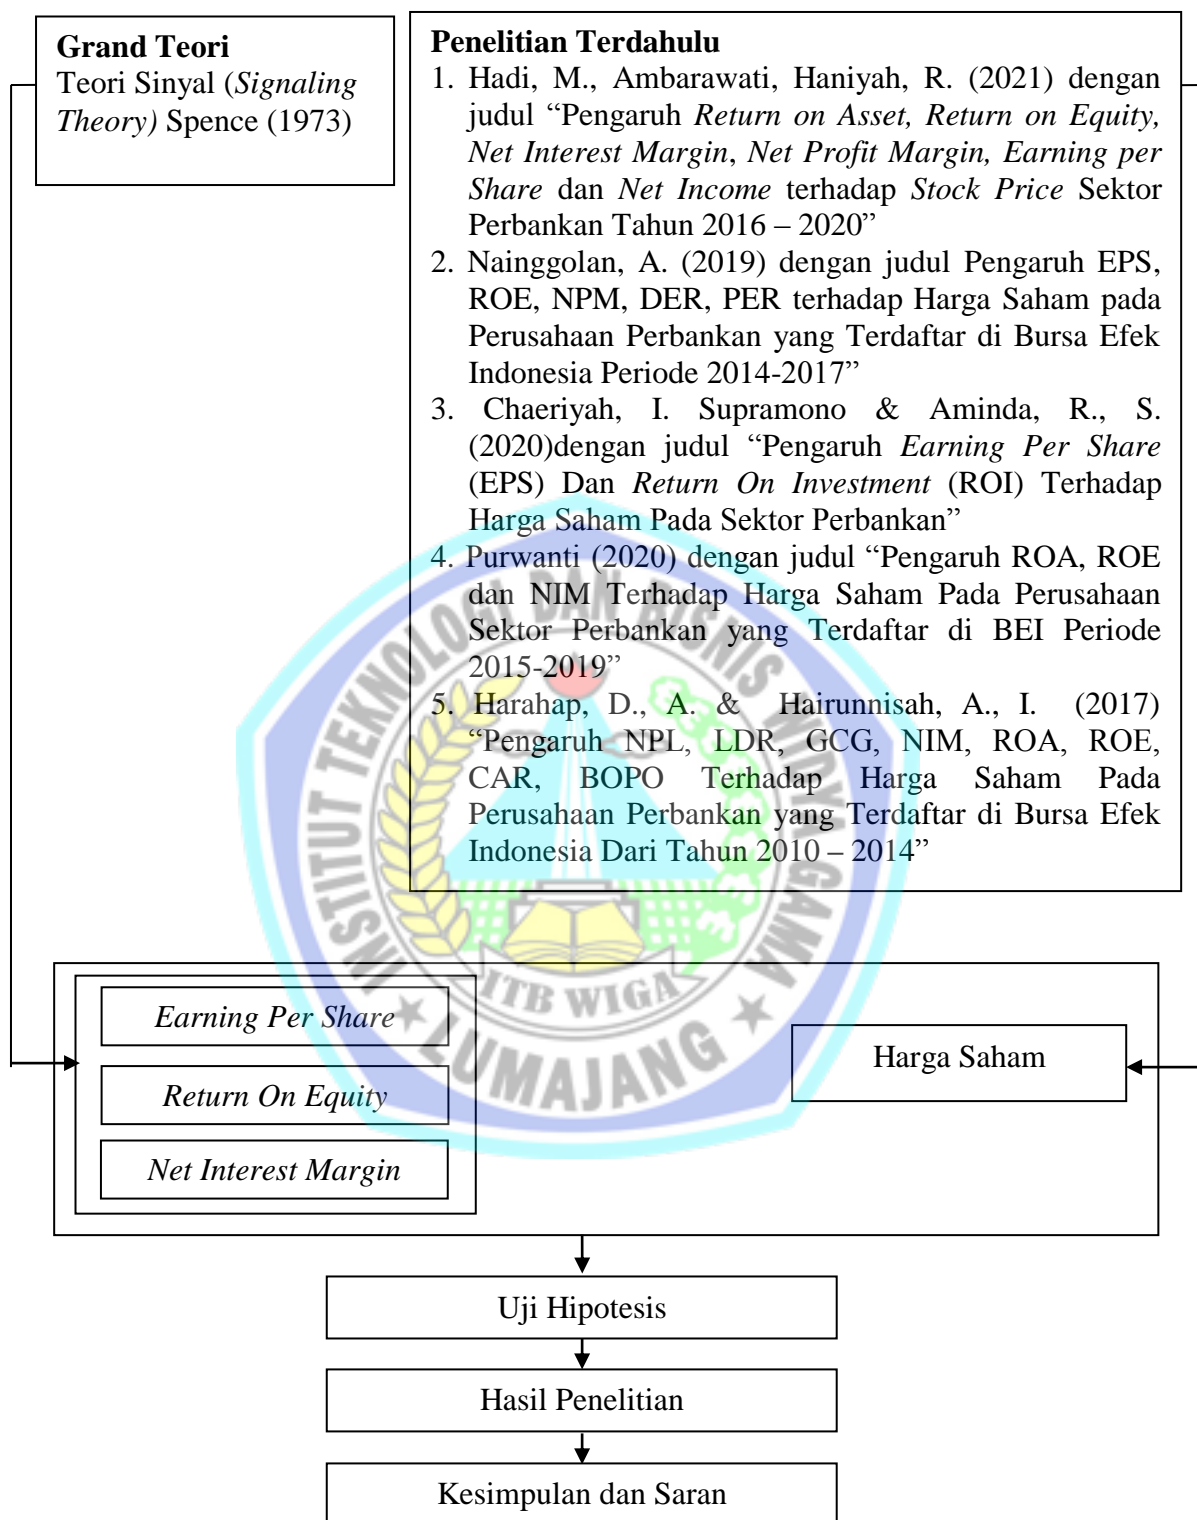 Grand Teori
Teori Sinyal (Signaling
Theory) Spence (1973)
Penelitian Terdahulu
1. Hadi, M., Ambarawati, Haniyah, R. (2021) dengan
judul “Pengaruh Return on Asset, Return on Equity,
Net Interest Margin, Net Profit Margin, Earning per
Share dan Net Income terhadap Stock Price Sektor
Perbankan Tahun 2016 – 2020”
2. Nainggolan, A. (2019) dengan judul Pengaruh EPS,
ROE, NPM, DER, PER terhadap Harga Saham pada
Perusahaan Perbankan yang Terdaftar di Bursa Efek
Indonesia Periode 2014-2017”
3. Chaeriyah, I. Supramono & Aminda, R., S.
(2020)dengan judul “Pengaruh Earning Per Share
(EPS) Dan Return On Investment (ROI) Terhadap
Harga Saham Pada Sektor Perbankan”
4. Purwanti (2020) dengan judul “Pengaruh ROA, ROE
dan NIM Terhadap Harga Saham Pada Perusahaan
Sektor Perbankan yang Terdaftar di BEI Periode
2015-2019”
5. Harahap, D., A. & Hairunnisah, A., I. (2017)
“Pengaruh NPL, LDR, GCG, NIM, ROA, ROE,
CAR, BOPO Terhadap Harga Saham Pada
Perusahaan Perbankan yang Terdaftar di Bursa Efek
Indonesia Dari Tahun 2010 – 2014”
INSTITUT TEKNOLOGI DAN BISNIS WIDYA GAMA
ITB WIGA
LUMAJANG
Earning Per Share
Return On Equity
Net Interest Margin
Harga Saham
Uji Hipotesis
Hasil Penelitian
Kesimpulan dan Saran